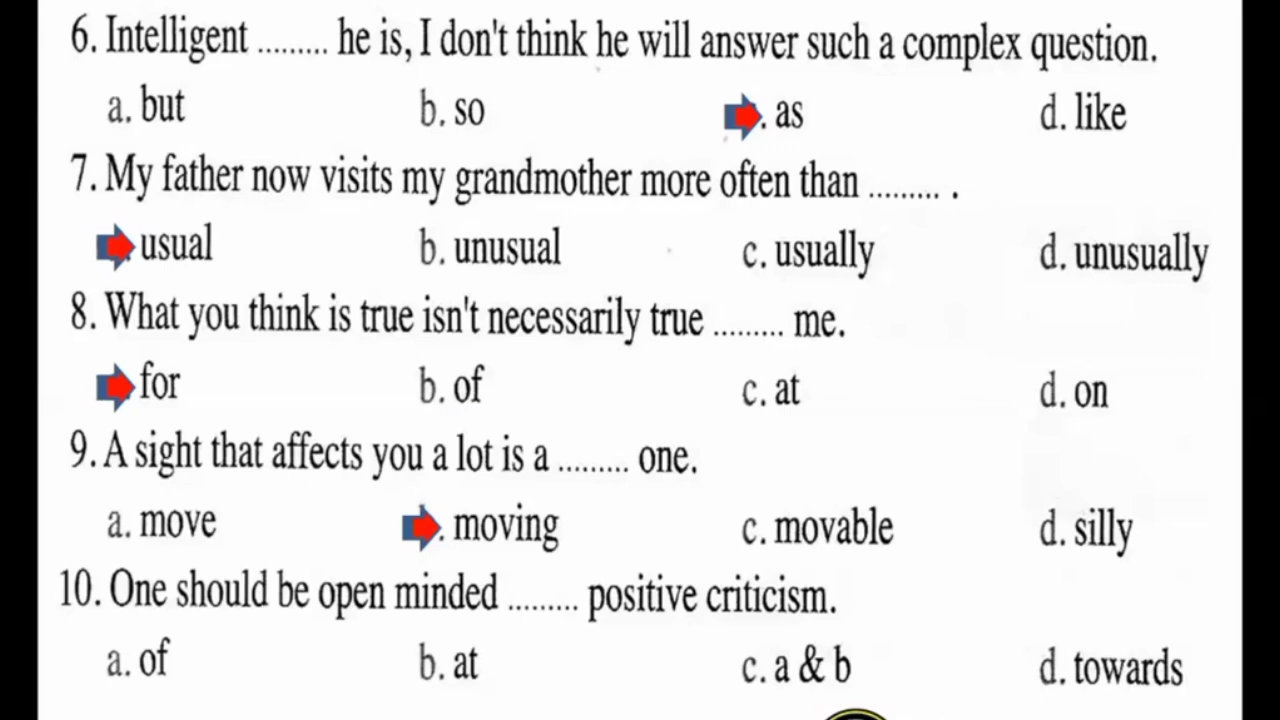 6. Intelligent ......... he is, I don't think he will answer such a complex question.
a. but b. so . as d. like
7. My father now visits my grandmother more often than ......... .
usual b. unusual c. usually d. unusually
8. What you think is true isn't necessarily true ......... me.
for b. of c. at d. on
9. A sight that affects you a lot is a ......... one.
a. move . moving c. movable d. silly
10. One should be open minded ......... positive criticism.
a. of b. at c. a & b d. towards